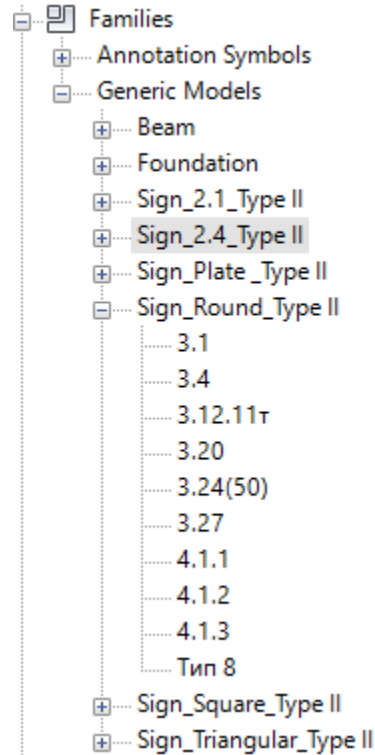 Families
Annotation Symbols
Generic Models
Beam
Foundation
Sign_2.1_Type II
Sign_2.4_Type II
Sign_Plate_Type II
Sign_Round_Type II
3.1
3.4
3.12.11т
3.20
3.24(50)
3.27
4.1.1
4.1.2
4.1.3
Тип 8
Sign_Square_Type II
Sign_Triangular_Type II